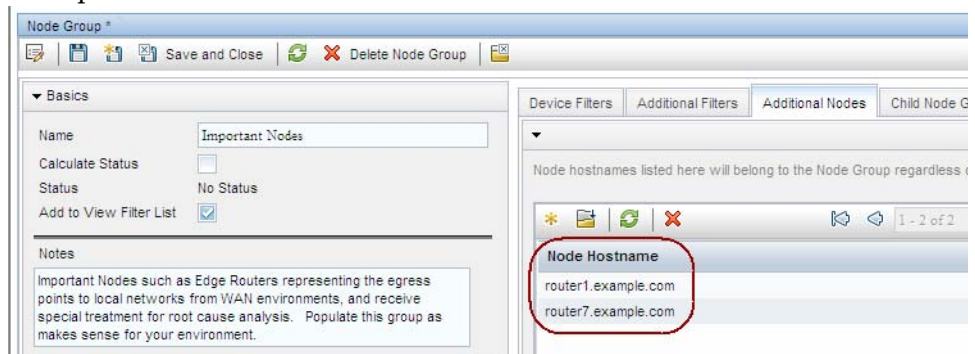 Node Group *
Save and Close
Delete Node Group
Basics
Name
Important Nodes
Calculate Status
Status
No Status
Add to View Filter List
Notes
Important Nodes such as Edge Routers representing the egress
points to local networks from WAN environments, and receive
special treatment for root cause analysis. Populate this group as
makes sense for your environment.
Device Filters
Additional Filters
Additional Nodes
Child Node G
Node hostnames listed here will belong to the Node Group regardless
1 - 2 of 2
Node Hostname
router1.example.com
router7.example.com